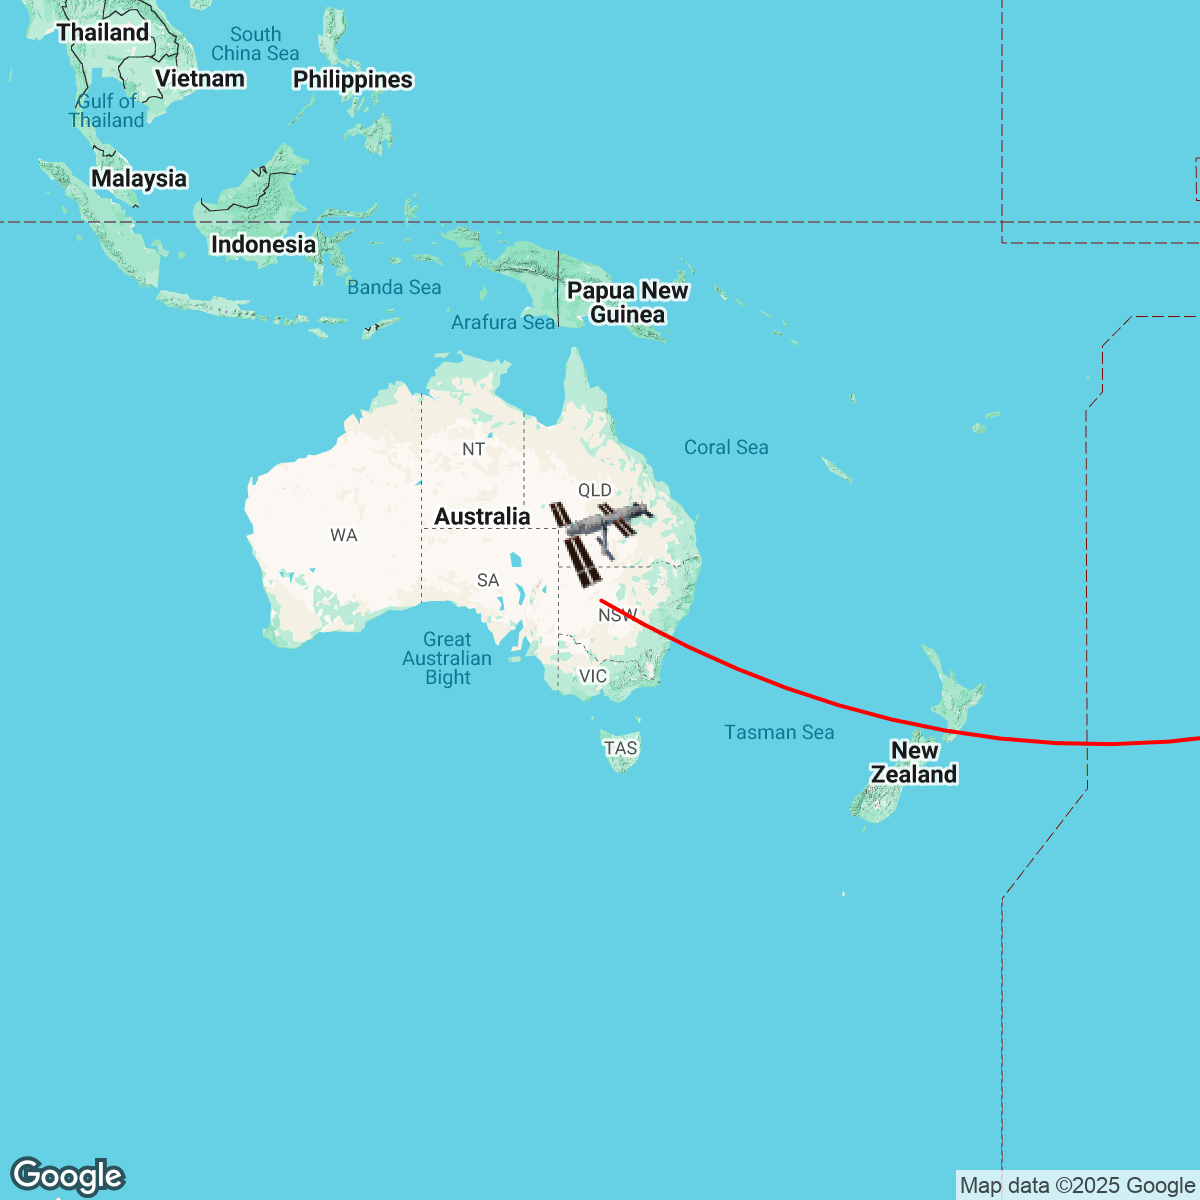 Thailand
South
China Sea
Vietnam
Philippines
Gulf of
Thailand
Malaysia
Indonesia
Banda Sea
Papua New
Guinea
Arafura Sea
NT
Coral Sea
QLD
Australia
WA
SA
NSW
Great
Australian
Bight
VIC
Tasman Sea
TAS
New
Zealand
Google
Map data ©2025 Google